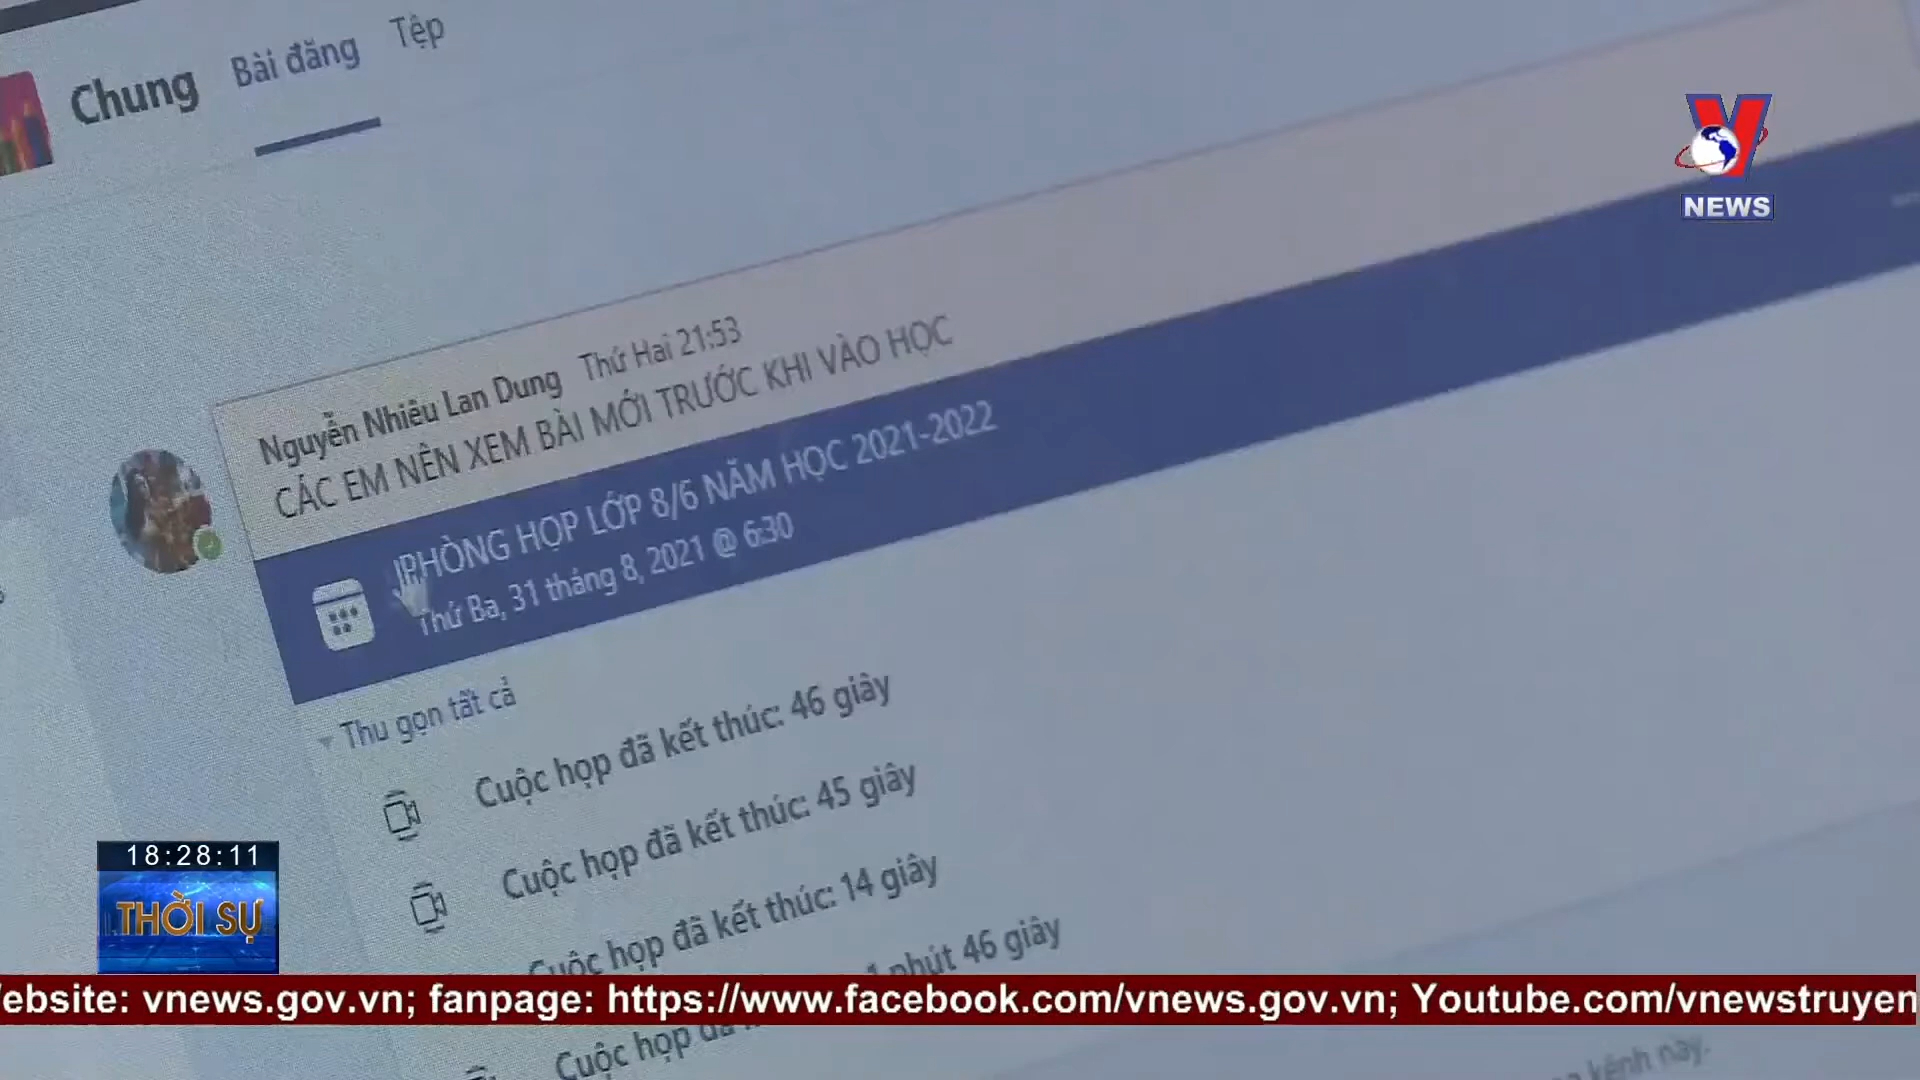 Chung Bài đăng Tệp
NEWS
Nguyễn Nhiêu Lan Dung Thứ Hai 21:53
CÁC EM NÊN XEM BÀI MỚI TRƯỚC KHI VÀO HỌC
PHÒNG HỌP LỚP 8/6 NĂM HỌC 2021-2022
Thứ Ba, 31 tháng 8, 2021 @ 6:30
Thu gọn tất cả
Cuộc họp đã kết thúc: 46 giây
Cuộc họp đã kết thúc: 45 giây
Cuộc họp đã kết thúc: 14 giây
Cuộc họp phút 46 giây
18:28:11
THỜI SỰ
ebsite: vnews.gov.vn; fanpage: https://www.facebook.com/vnews.gov.vn; Youtube.com/vnewstruyen
kênh này.